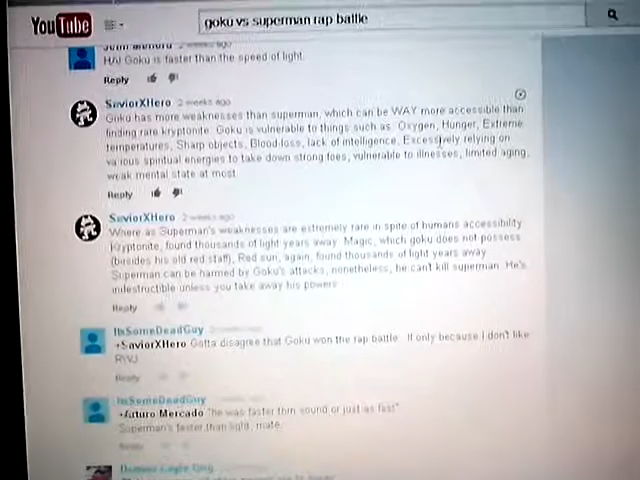 YouTube
goku vs superman rap battle
2 weeks ago
HA! Goku is faster than the speed of light.
Reply
SaviorXHero 2 weeks ago
Goku has more weaknesses than superman, which can be WAY more accessible than
finding rare kryptonite. Goku is vulnerable to things such as: Oxygen, Hunger, Extreme
temperatures, Sharp objects, Blood loss, lack of intelligence, Excessively relying on
various spiritual energies to take down strong foes, vulnerable to illnesses, limited aging,
weak mental state at most.
Reply
SaviorXHero 2 weeks ago
Where as Superman's weaknesses are extremely rare in spite of humans accessibility.
Kryptonite, found thousands of light years away. Magic, which goku does not possess
(besides his old red staff), Red sun, again, found thousands of light years away.
Superman can be harmed by Goku's attacks, nonetheless, he can't kill superman. He's
indestructible unless you take away his powers
Reply
ItsSomeDeadGuy
+SaviorXHero Gotta disagree that Goku won the rap battle. If only because I don't like
Reply
ItsSomeDeadGuy
+Arturo Mercado "he was faster thm sound or just as fast"
Superman's faster than light, mate.
Reply